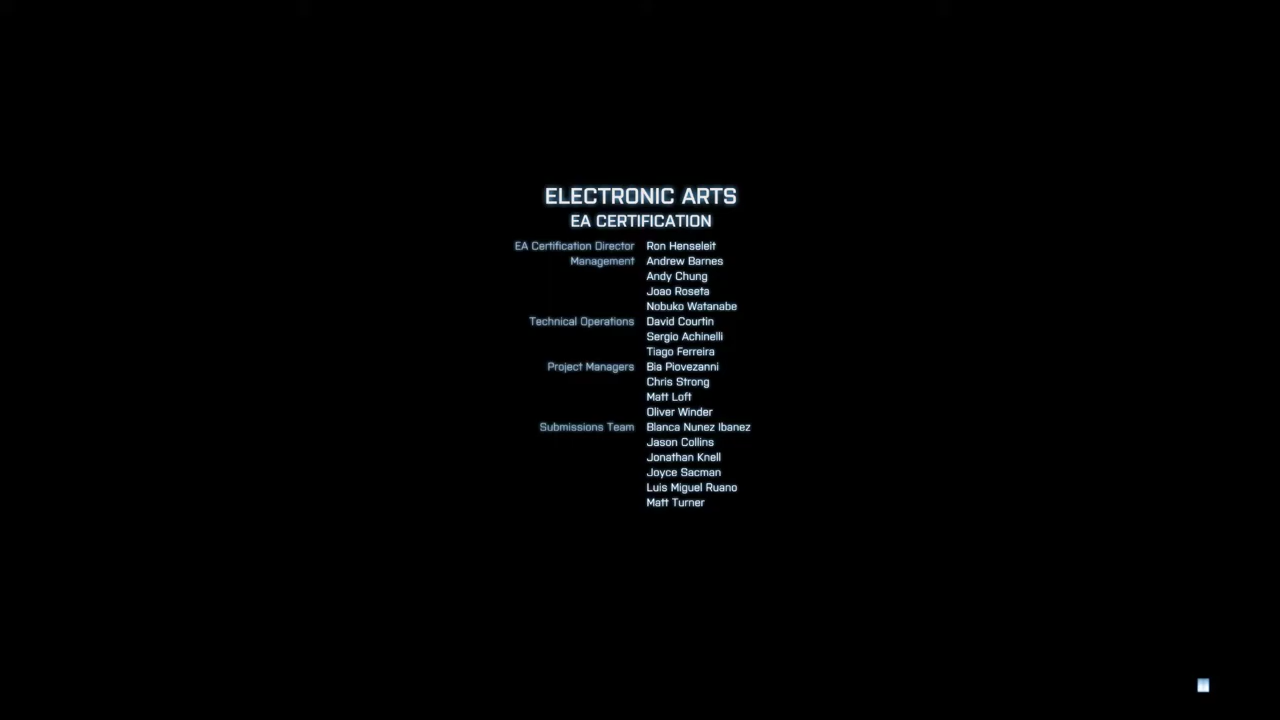 ELECTRONIC ARTS
EA CERTIFICATION
EA Certification Director Ron Henseleit
Management Andrew Barnes
Andy Chung
Joao Roseta
Nobuko Watanabe
Technical Operations David Courtin
Sergio Achinelli
Tiago Ferreira
Project Managers Bia Piovezanni
Chris Strong
Matt Loft
Oliver Winder
Submissions Team Blanca Nunez Ibanez
Jason Collins
Jonathan Knell
Joyce Sacman
Luis Miguel Ruano
Matt Turner